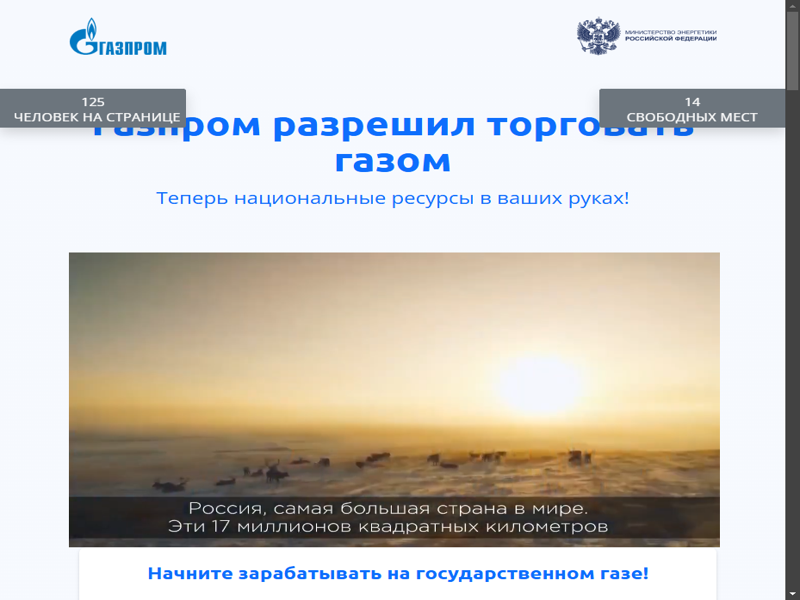 ГАЗПРОМ
МИНИСТЕРСТВО ЭНЕРГЕТИКИ
РОССИЙСКОЙ ФЕДЕРАЦИИ
125
ЧЕЛОВЕК НА СТРАНИЦЕ
14
СВОБОДНЫХ МЕСТ
Газпром разрешил торговать
газом
Теперь национальные ресурсы в ваших руках!
Россия, самая большая страна в мире.
Эти 17 миллионов квадратных километров
Начните зарабатывать на государственном газе!